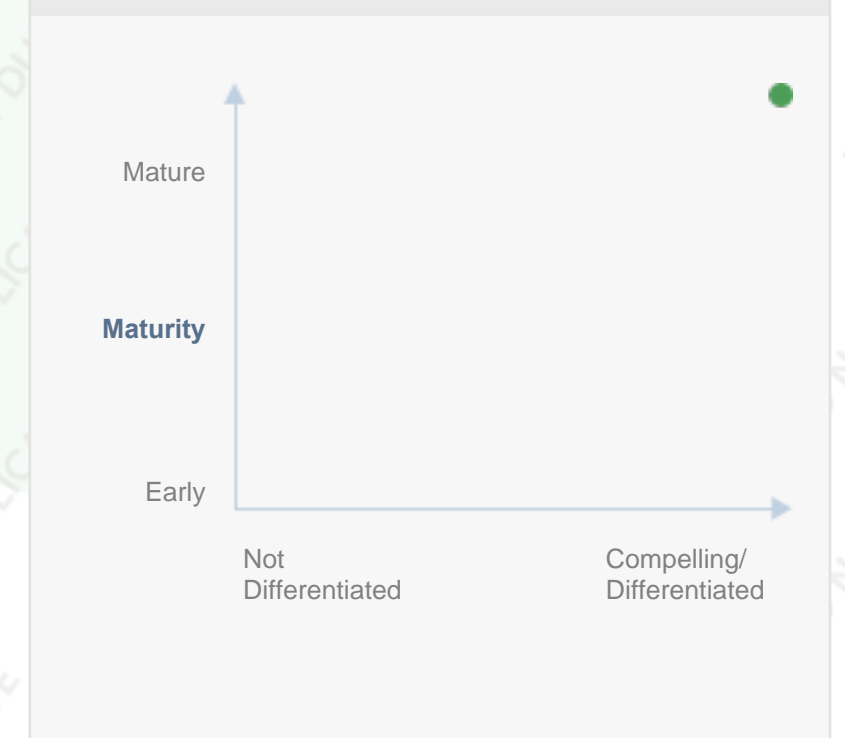 Mature
Maturity
Early
Not
Differentiated
Compelling/
Differentiated